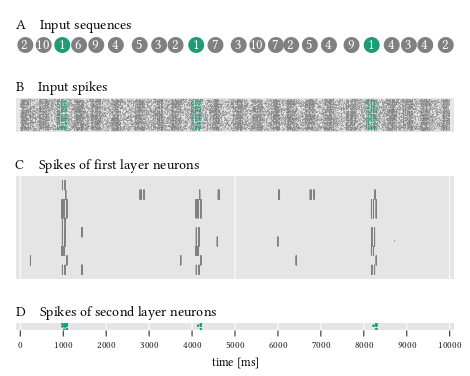 A Input sequences
2 10 1 6 9 4 5 3 2 1 7 3 10 7 2 5 4 9 1 3 4 2
B Input spikes
C Spikes of first layer neurons
D Spikes of second layer neurons
0 1000 2000 3000 4000 5000 6000 7000 8000 9000 10000
time [ms]